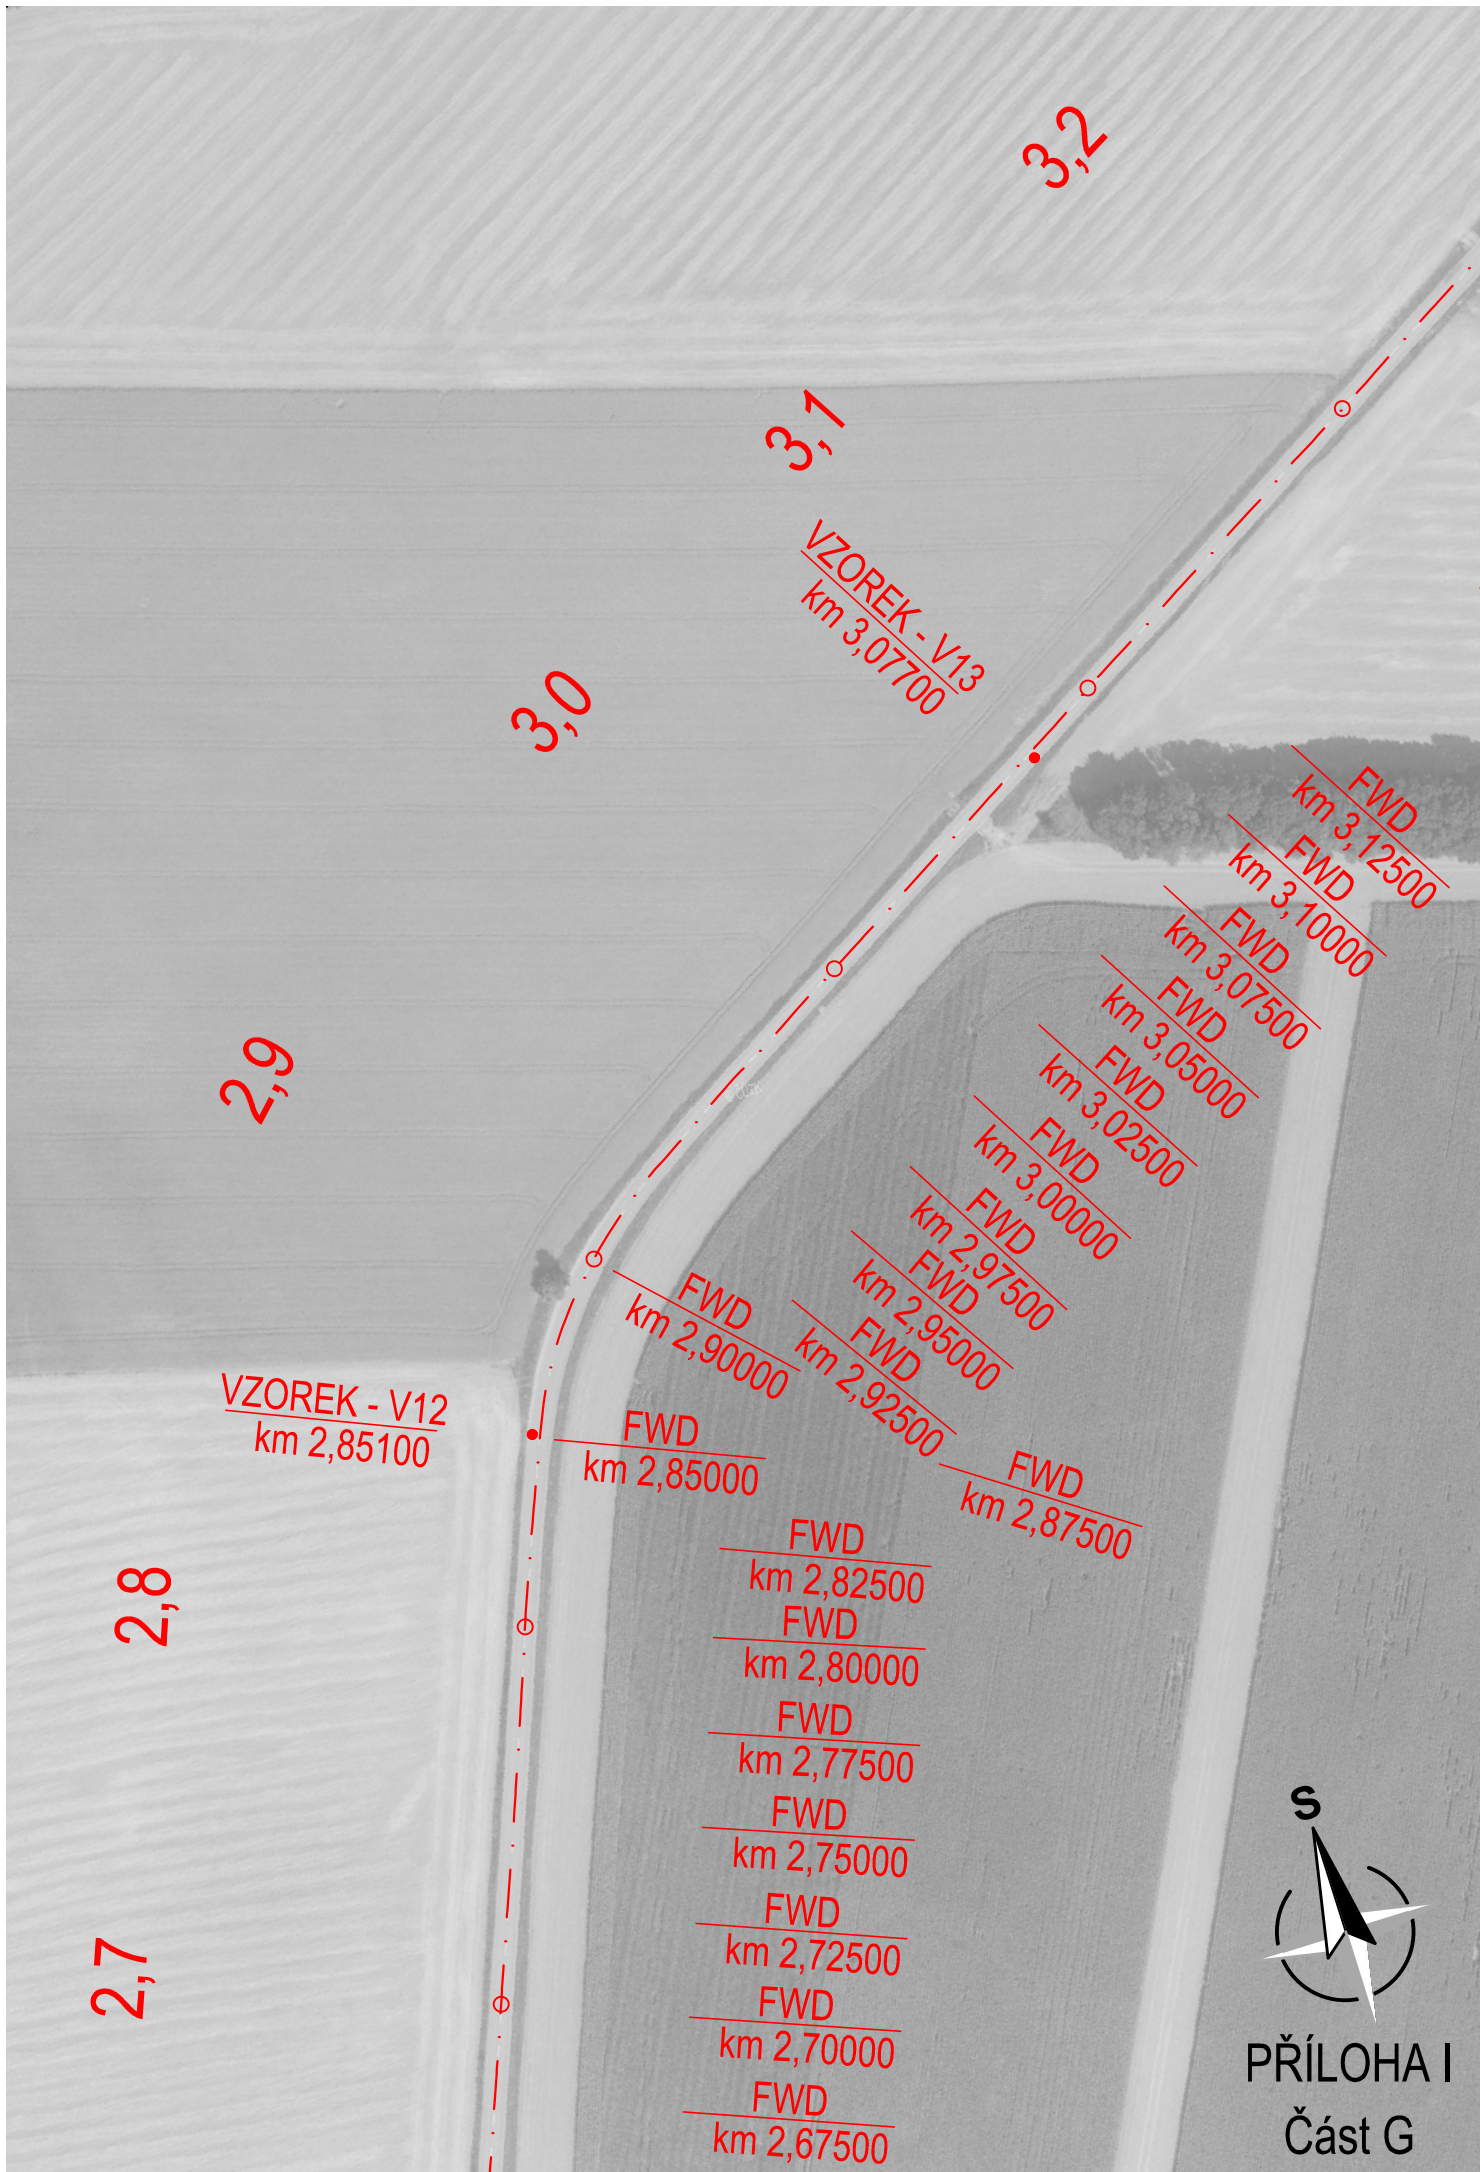 3,2
3,1
VZOREK - V13
km 3,07700
3,0
FWD
km 3,12500
FWD
km 3,10000
FWD
km 3,07500
FWD
km 3,05000
FWD
km 3,02500
FWD
km 3,00000
FWD
km 2,97500
FWD
km 2,95000
FWD
km 2,92500
2,9
FWD
km 2,90000
VZOREK - V12
km 2,85100
FWD
km 2,85000
FWD
km 2,87500
2,8
FWD
km 2,82500
FWD
km 2,80000
FWD
km 2,77500
FWD
km 2,75000
2,7
FWD
km 2,72500
FWD
km 2,70000
FWD
km 2,67500
S
PŘÍLOHA I
Část G